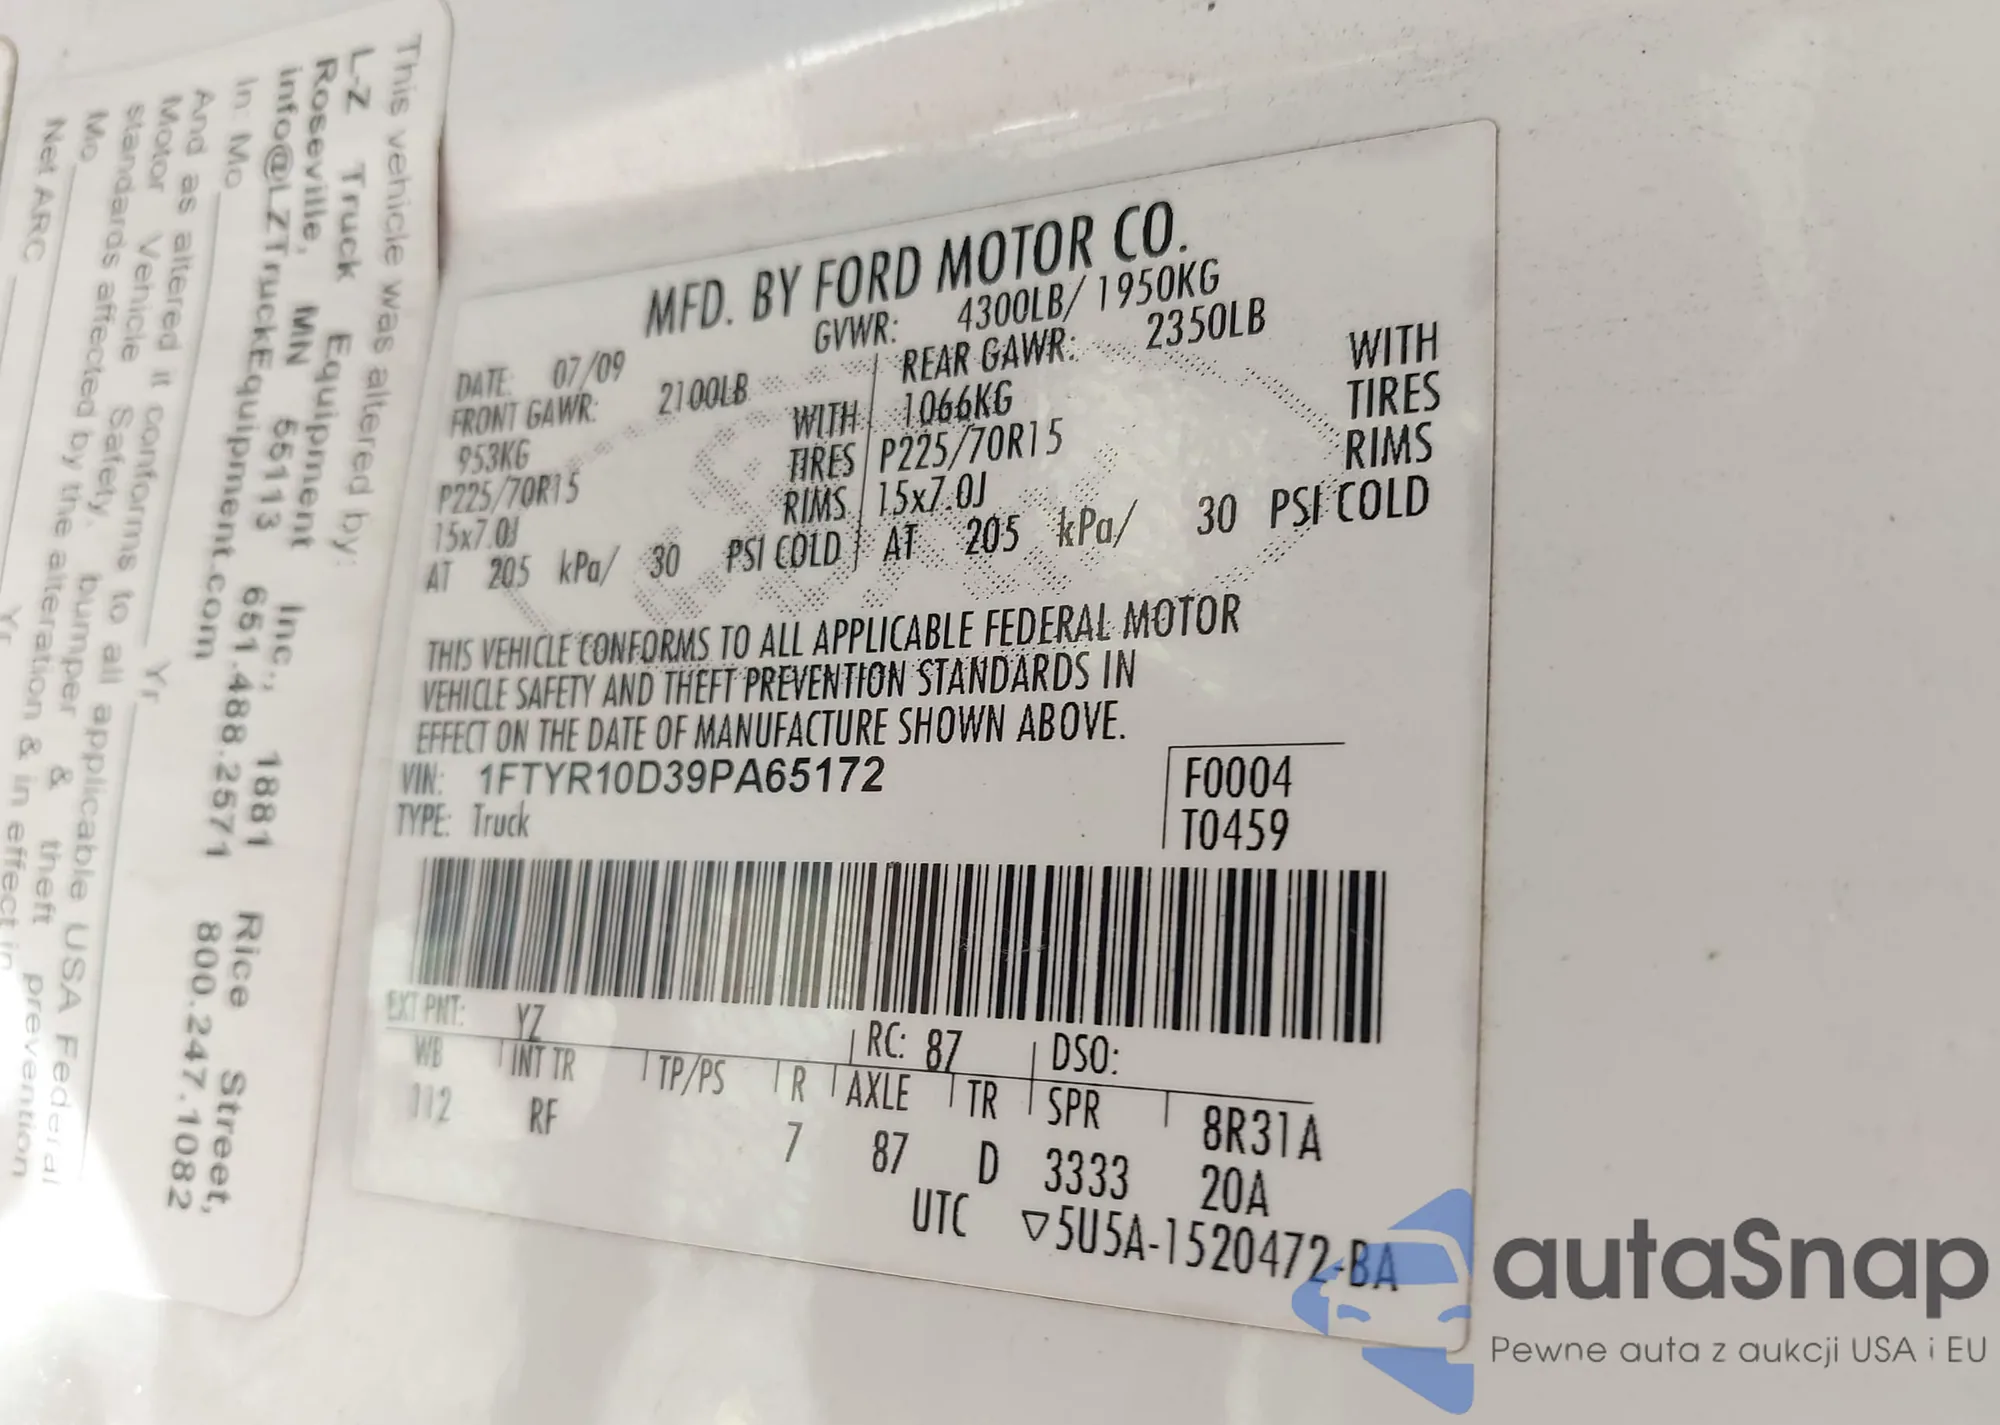 This vehicle was altered by:
L-Z Truck Equipment Inc., 1881 Rice Street,
Roseville, MN 55113 651.488.2571 800.247.1082
info@LZTruckEquipment.com
In: Mo Yr
And as altered it conforms to all applicable USA Federal
Motor Vehicle Safety, bumper & theft prevention
standards affected by the alteration & in effect in
Mo Yr
Net ARC
MFD. BY FORD MOTOR CO.
DATE: 07/09 GVWR: 4300LB/ 1950KG
FRONT GAWR: 2100LB REAR GAWR: 2350LB
953KG WITH 1066KG WITH
P225/70R15 TIRES P225/70R15 TIRES
15x7.0J RIMS 15x7.0J RIMS
AT 205 kPa/ 30 PSI COLD AT 205 kPa/ 30 PSI COLD
THIS VEHICLE CONFORMS TO ALL APPLICABLE FEDERAL MOTOR
VEHICLE SAFETY AND THEFT PREVENTION STANDARDS IN
EFFECT ON THE DATE OF MANUFACTURE SHOWN ABOVE.
VIN: 1FTYR10D39PA65172 F0004
TYPE: Truck T0459
EXT PNT: YZ RC: 87 DSO:
WB INT TR TP/PS R AXLE TR SPR 8R31A
112 RF 7 87 D 3333 20A
UTC ▽5U5A-1520472-BA
autaSnap
Pewne auta z aukcji USA i EU